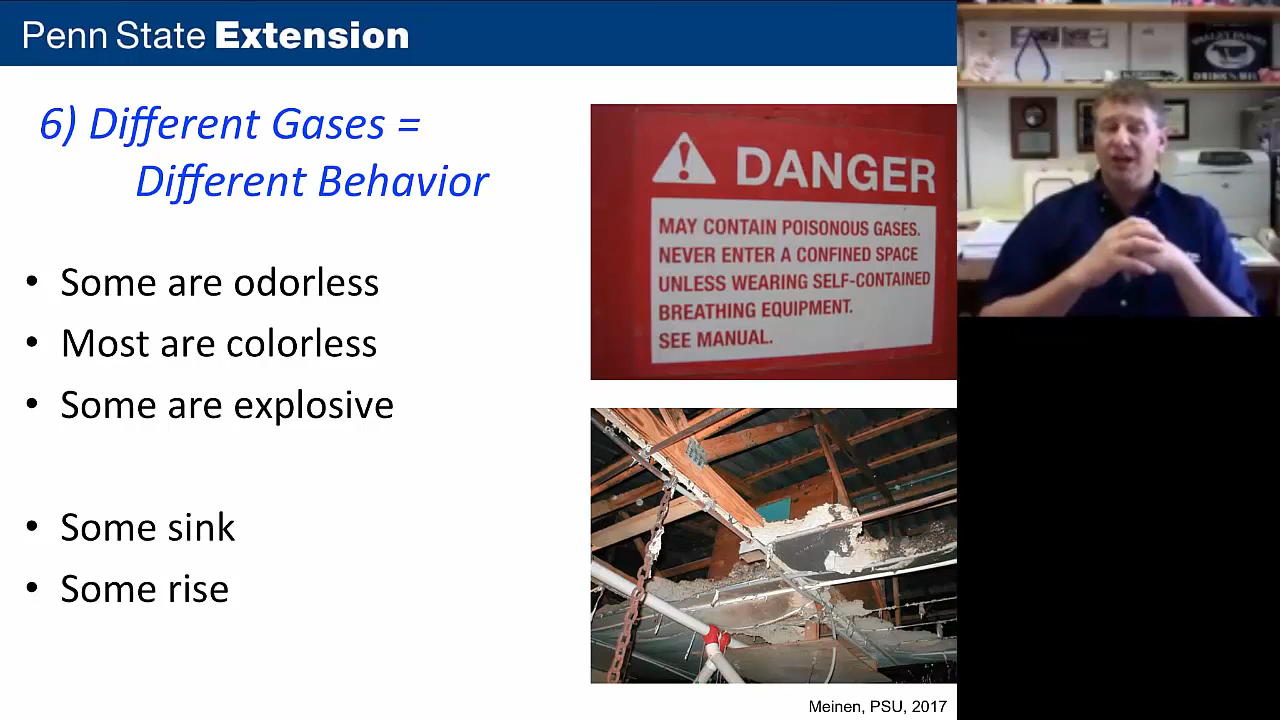 Penn State Extension
6) Different Gases =
Different Behavior
• Some are odorless
• Most are colorless
• Some are explosive
• Some sink
• Some rise
DANGER
MAY CONTAIN POISONOUS GASES.
NEVER ENTER A CONFINED SPACE
UNLESS WEARING SELF-CONTAINED
BREATHING EQUIPMENT.
SEE MANUAL.
Meinen, PSU, 2017